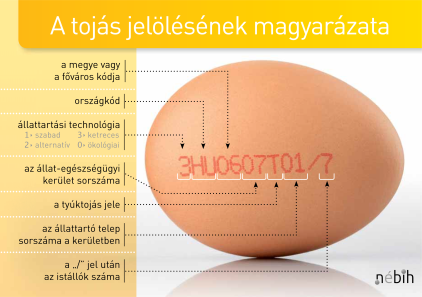 A tojás jelölésének magyarázata
a megye vagy
a főváros kódja
országkód
állattartási technológia
1= szabad 3= ketreces
2= alternatív 0= ökológiai
az állat-egészségügyi
kerület sorszáma
a tyúktojás jele
az állattartó telep
sorszáma a kerületben
a „/” jel után
az istállók száma
3HU0607T01/7
nébih